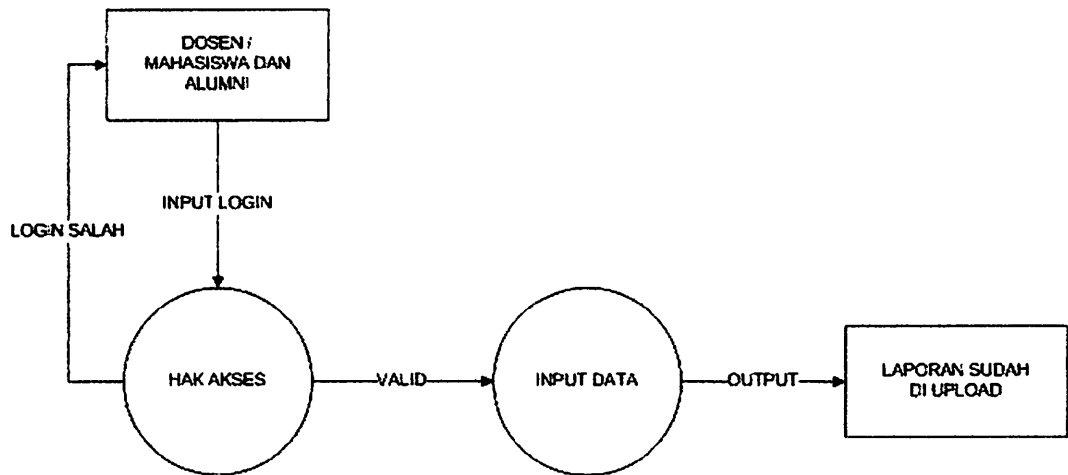 DOSEN /
MAHASISWA DAN
ALUMNI
INPUT LOGIN
LOGIN SALAH
HAK AKSES
VALID
INPUT DATA
OUTPUT
LAPORAN SUDAH
DI UPLOAD